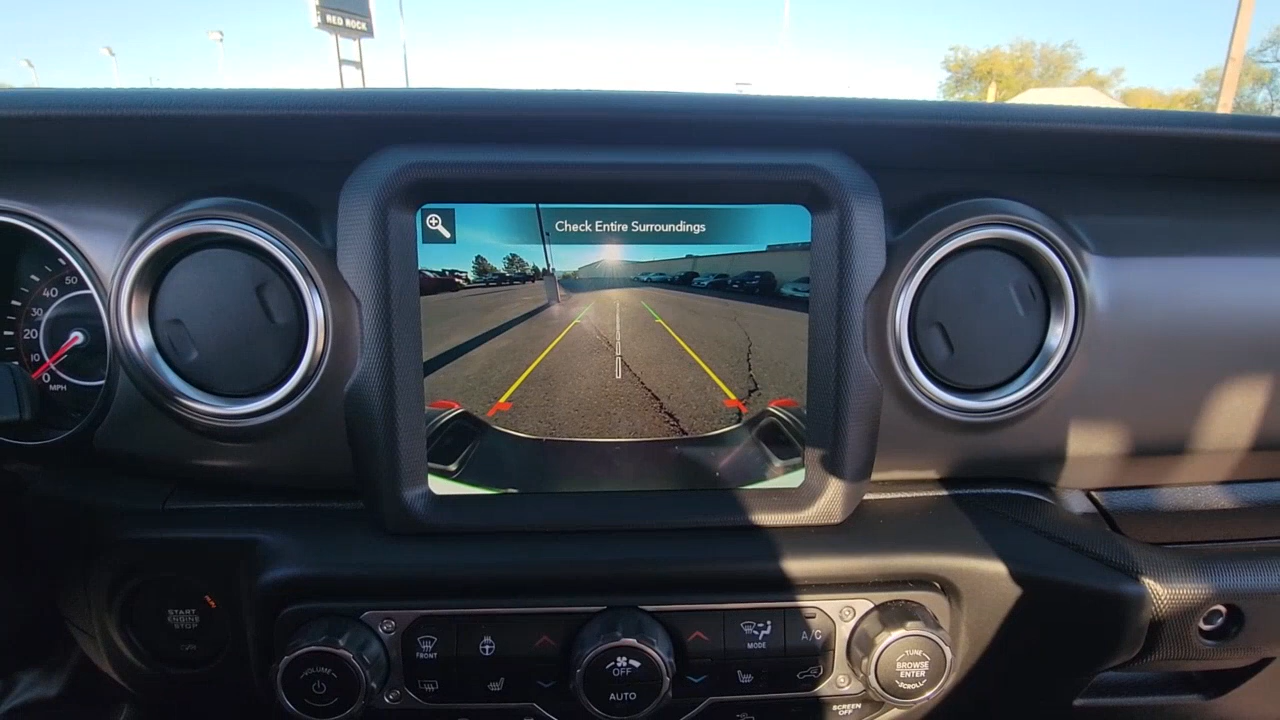 RED ROCK
Check Entire Surroundings
50
40
30
20
10
0
MPH
START
ENGINE
STOP
RUN
VOLUME
FRONT
OFF
AUTO
MODE
A/C
TUNE
BROWSE
ENTER
SCROLL
SCREEN
OFF